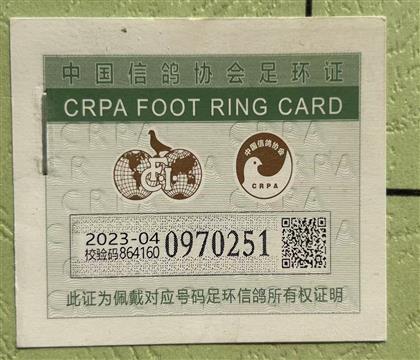 中国信鸽协会足环证
CRPA FOOT RING CARD
FCI
中国信鸽协会
CRPA
2023-04
校验码864160
0970251
此证为佩戴对应号码足环信鸽所有权证明